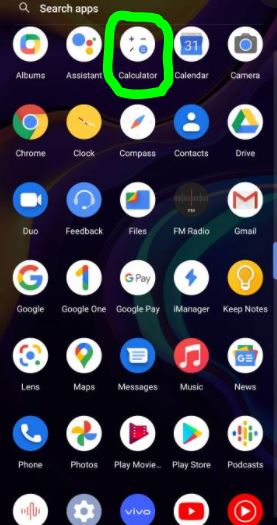 Search apps
Albums Assistant Calculator Calendar Camera
31
Chrome Clock Compass Contacts Drive
Duo Feedback Files FM Radio Gmail
FM
Google Google One Google Pay iManager Keep Notes
G Pay
Lens Maps Messages Music News
GE
Phone Photos Play Movie... Play Store Podcasts
vivo